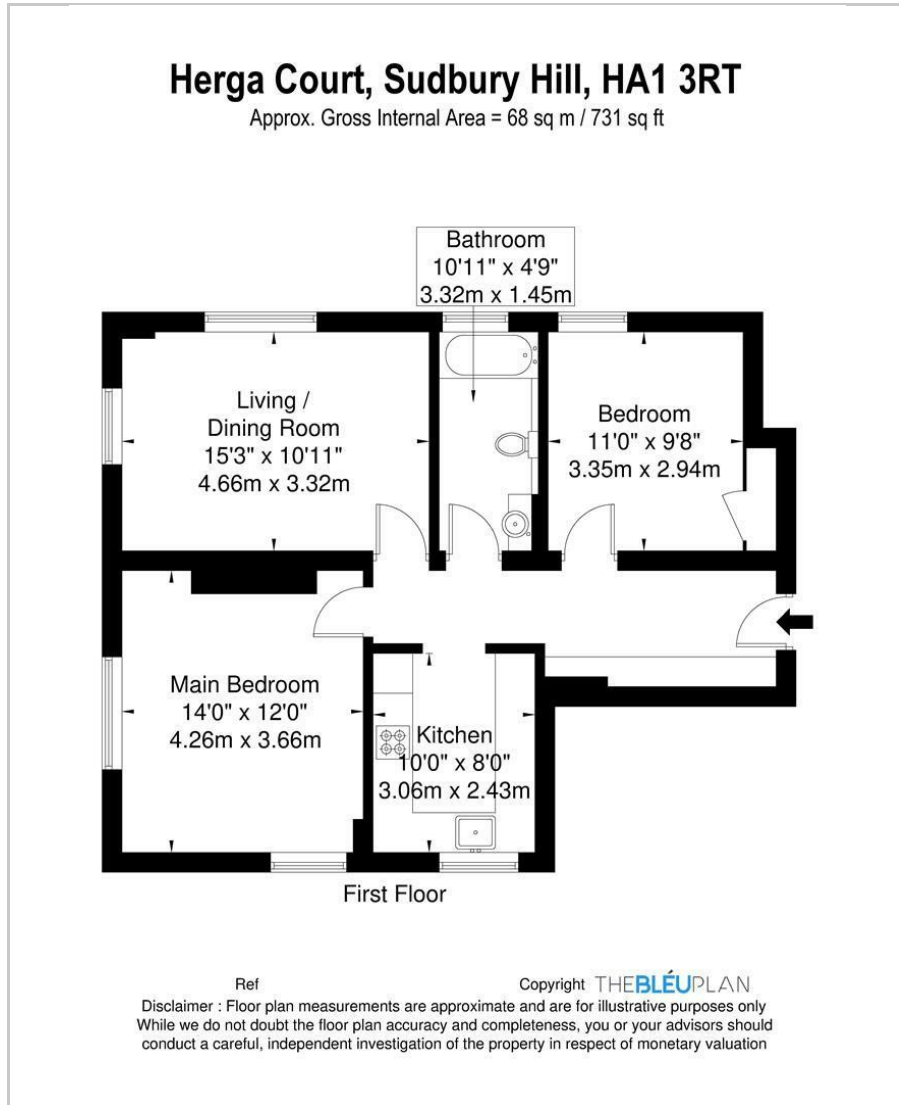 Herga Court, Sudbury Hill, HA1 3RT
Approx. Gross Internal Area = 68 sq m / 731 sq ft
Bathroom
10'11" x 4'9"
3.32m x 1.45m
Living /
Dining Room
15'3" x 10'11"
4.66m x 3.32m
Bedroom
11'0" x 9'8"
3.35m x 2.94m
Main Bedroom
14'0" x 12'0"
4.26m x 3.66m
Kitchen
10'0" x 8'0"
3.06m x 2.43m
First Floor
Ref
Copyright THEBLÉUPLAN
Disclaimer : Floor plan measurements are approximate and are for illustrative purposes only
While we do not doubt the floor plan accuracy and completeness, you or your advisors should
conduct a careful, independent investigation of the property in respect of monetary valuation